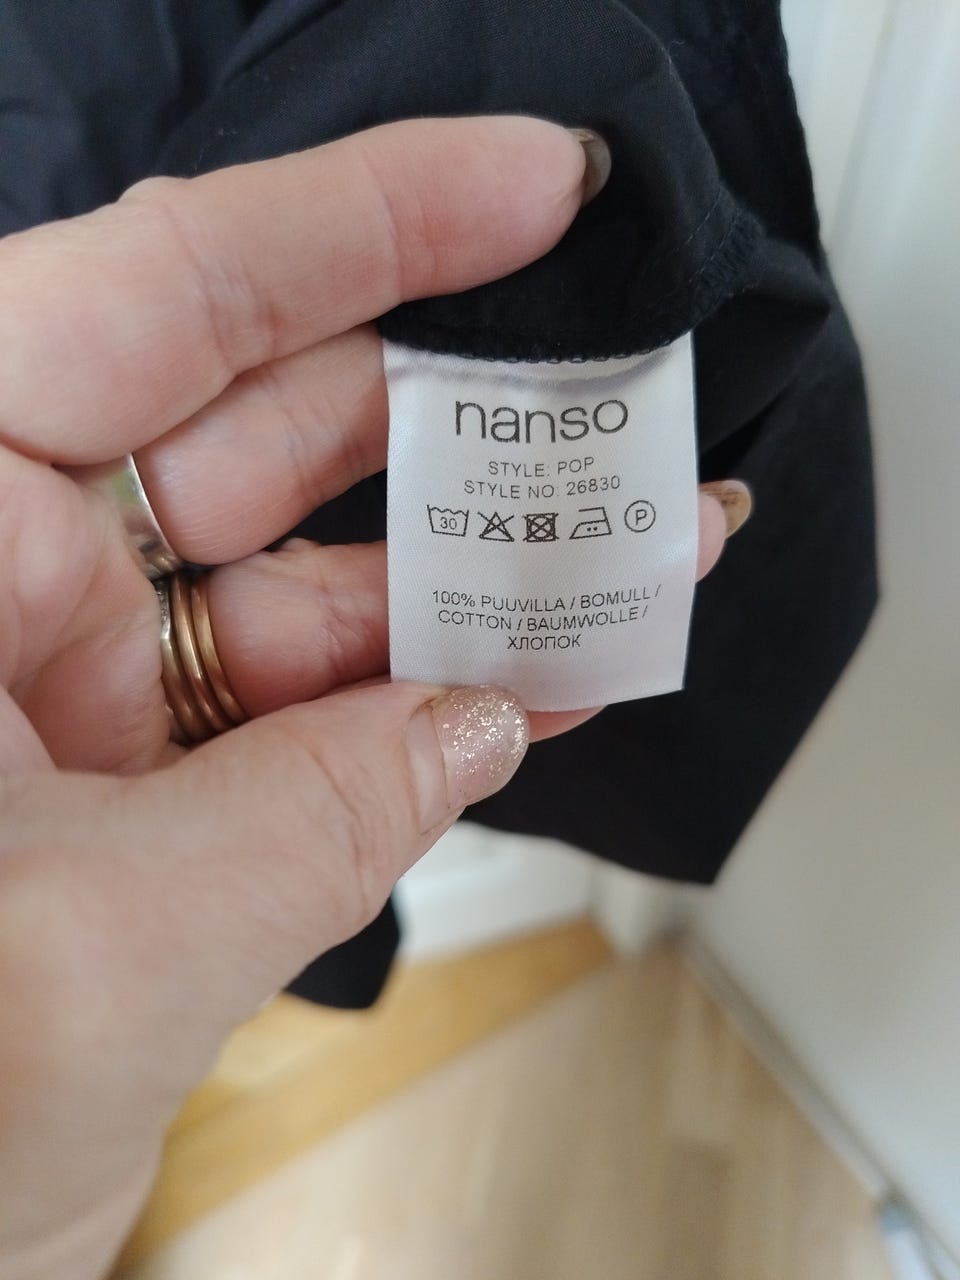 nanso
STYLE: POP
STYLE NO: 26830
30 P
100% PUUVILLA / BOMULL /
COTTON / BAUMWOLLE /
ХЛОПОК